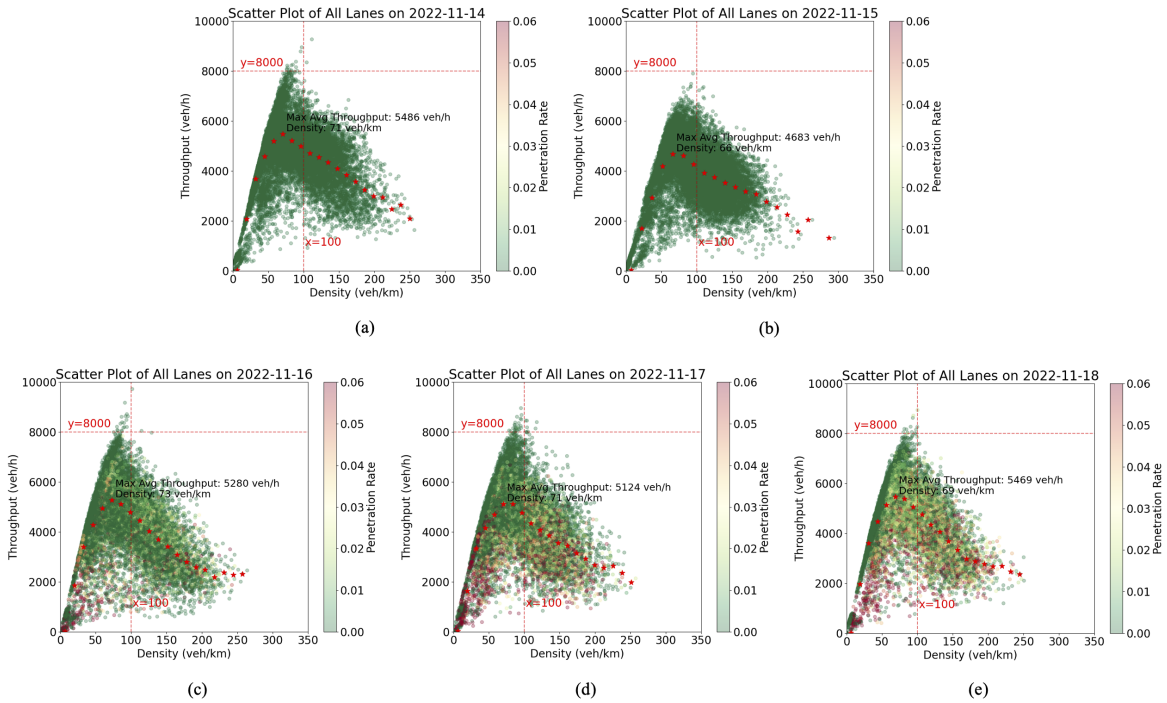 Scatter Plot of All Lanes on 2022-11-14
Throughput (veh/h)
10000
8000
6000
4000
2000
0
y=8000
Max Avg Throughput: 5486 veh/h
Density: 71 veh/km
x=100
0 50 100 150 200 250 300 350
Density (veh/km)
0.06
0.05
0.04
0.03
0.02
0.01
0.00
Penetration Rate
(a)
Scatter Plot of All Lanes on 2022-11-15
Throughput (veh/h)
10000
8000
6000
4000
2000
0
y=8000
Max Avg Throughput: 4683 veh/h
Density: 66 veh/km
x=100
0 50 100 150 200 250 300 350
Density (veh/km)
0.06
0.05
0.04
0.03
0.02
0.01
0.00
Penetration Rate
(b)
Scatter Plot of All Lanes on 2022-11-16
Throughput (veh/h)
10000
8000
6000
4000
2000
0
y=8000
Max Avg Throughput: 5280 veh/h
Density: 73 veh/km
x=100
0 50 100 150 200 250 300 350
Density (veh/km)
0.06
0.05
0.04
0.03
0.02
0.01
0.00
Penetration Rate
(c)
Scatter Plot of All Lanes on 2022-11-17
Throughput (veh/h)
10000
8000
6000
4000
2000
0
y=8000
Max Avg Throughput: 5124 veh/h
Density: 71 veh/km
x=100
0 50 100 150 200 250 300 350
Density (veh/km)
0.06
0.05
0.04
0.03
0.02
0.01
0.00
Penetration Rate
(d)
Scatter Plot of All Lanes on 2022-11-18
Throughput (veh/h)
10000
8000
6000
4000
2000
0
y=8000
Max Avg Throughput: 5469 veh/h
Density: 69 veh/km
x=100
0 50 100 150 200 250 300 350
Density (veh/km)
0.06
0.05
0.04
0.03
0.02
0.01
0.00
Penetration Rate
(e)